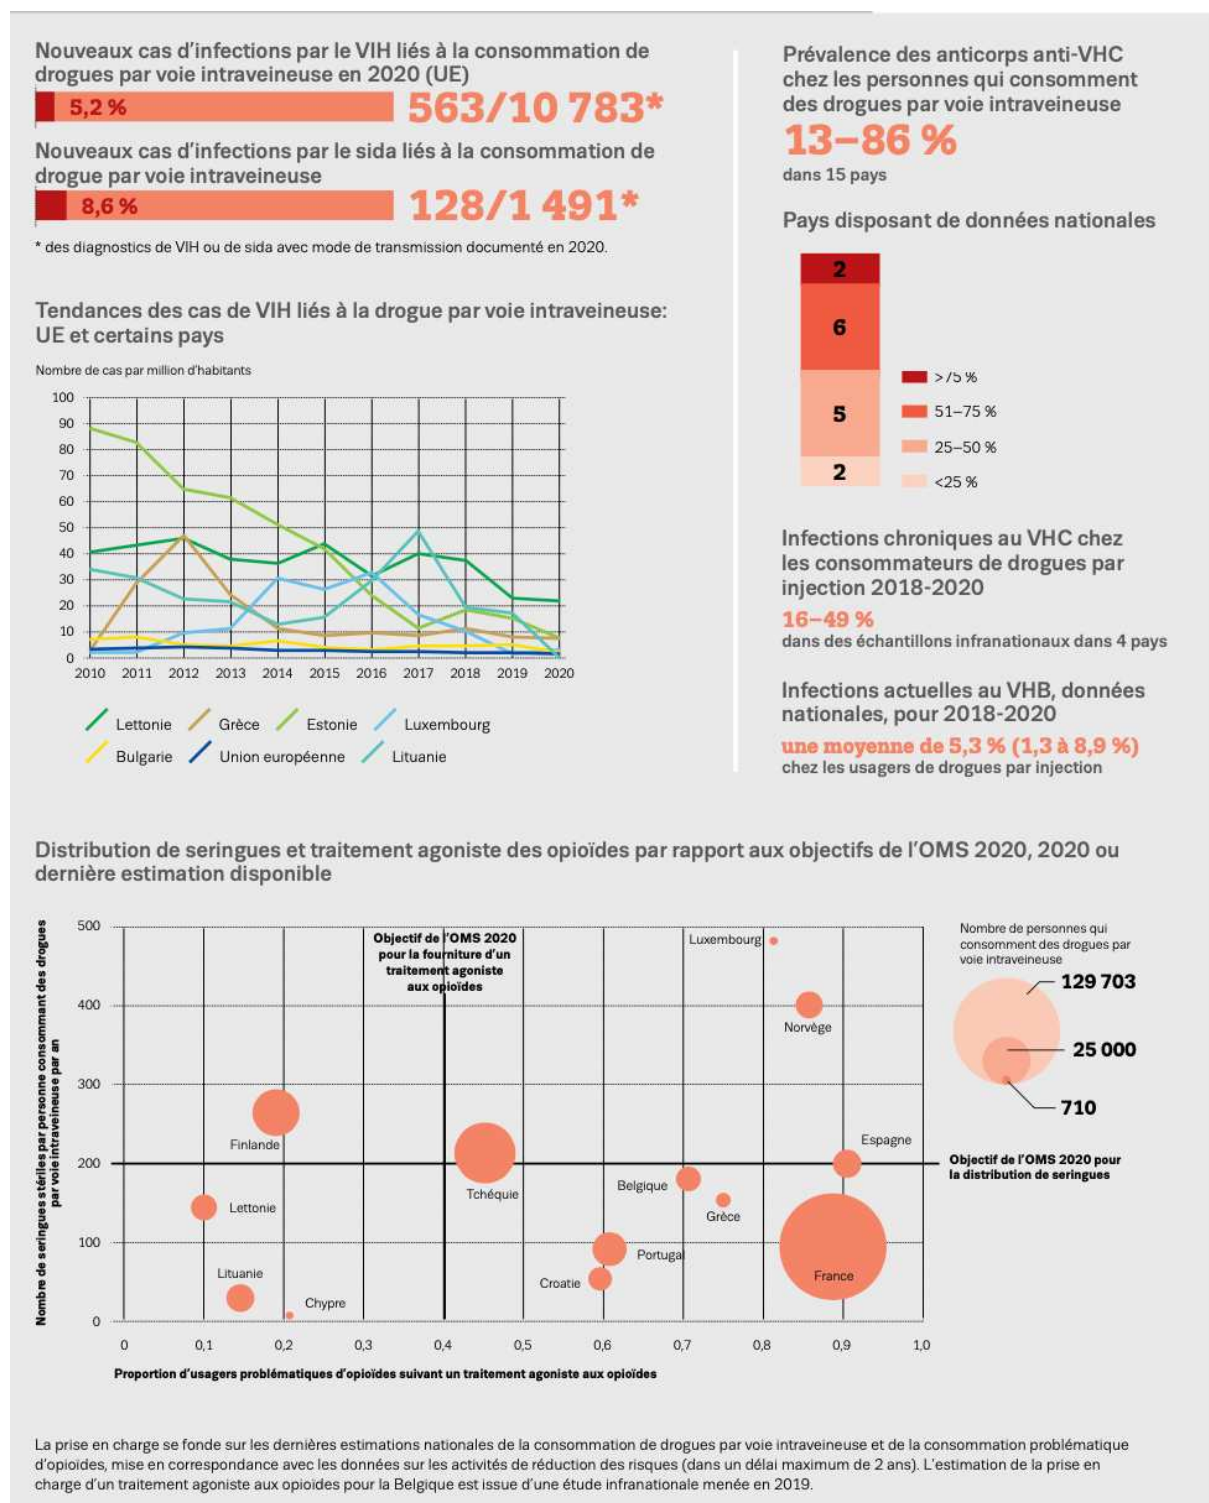 Nouveaux cas d'infections par le VIH liés à la consommation de
drogues par voie intraveineuse en 2020 (UE)
5,2 %
563/10 783*
Nouveaux cas d'infections par le sida liés à la consommation de
drogue par voie intraveineuse
8,6 %
128/1 491*
* des diagnostics de VIH ou de sida avec mode de transmission documenté en 2020.
Tendances des cas de VIH liés à la drogue par voie intraveineuse:
UE et certains pays
Nombre de cas par million d'habitants
100
90
80
70
60
50
40
30
20
10
0
2010 2011 2012 2013 2014 2015 2016 2017 2018 2019 2020
Lettonie Grèce Estonie Luxembourg
Bulgarie Union européenne Lituanie
Prévalence des anticorps anti-VHC
chez les personnes qui consomment
des drogues par voie intraveineuse
13–86 %
dans 15 pays
Pays disposant de données nationales
2
6
5
2
>75 %
51–75 %
25–50 %
<25 %
Infections chroniques au VHC chez
les consommateurs de drogues par
injection 2018-2020
16–49 %
dans des échantillons infranationaux dans 4 pays
Infections actuelles au VHB, données
nationales, pour 2018-2020
une moyenne de 5,3 % (1,3 à 8,9 %)
chez les usagers de drogues par injection
Distribution de seringues et traitement agoniste des opioïdes par rapport aux objectifs de l'OMS 2020, 2020 ou
dernière estimation disponible
Nombre de seringues stériles par personne consommant des drogues
par voie intraveineuse par an
500
400
300
200
100
0
Objectif de l'OMS 2020
pour la fourniture d'un
traitement agoniste
aux opioïdes
Luxembourg
Norvège
Finlande
Espagne
Tchéquie
Belgique
Lettonie
Grèce
Portugal
Lituanie
Croatie
France
Chypre
0 0,1 0,2 0,3 0,4 0,5 0,6 0,7 0,8 0,9 1,0
Proportion d'usagers problématiques d'opioïdes suivant un traitement agoniste aux opioïdes
Nombre de personnes qui
consomment des drogues par
voie intraveineuse
129 703
25 000
710
Objectif de l'OMS 2020 pour
la distribution de seringues
La prise en charge se fonde sur les dernières estimations nationales de la consommation de drogues par voie intraveineuse et de la consommation problématique
d'opioïdes, mise en correspondance avec les données sur les activités de réduction des risques (dans un délai maximum de 2 ans). L'estimation de la prise en
charge d'un traitement agoniste aux opioïdes pour la Belgique est issue d'une étude infranationale menée en 2019.